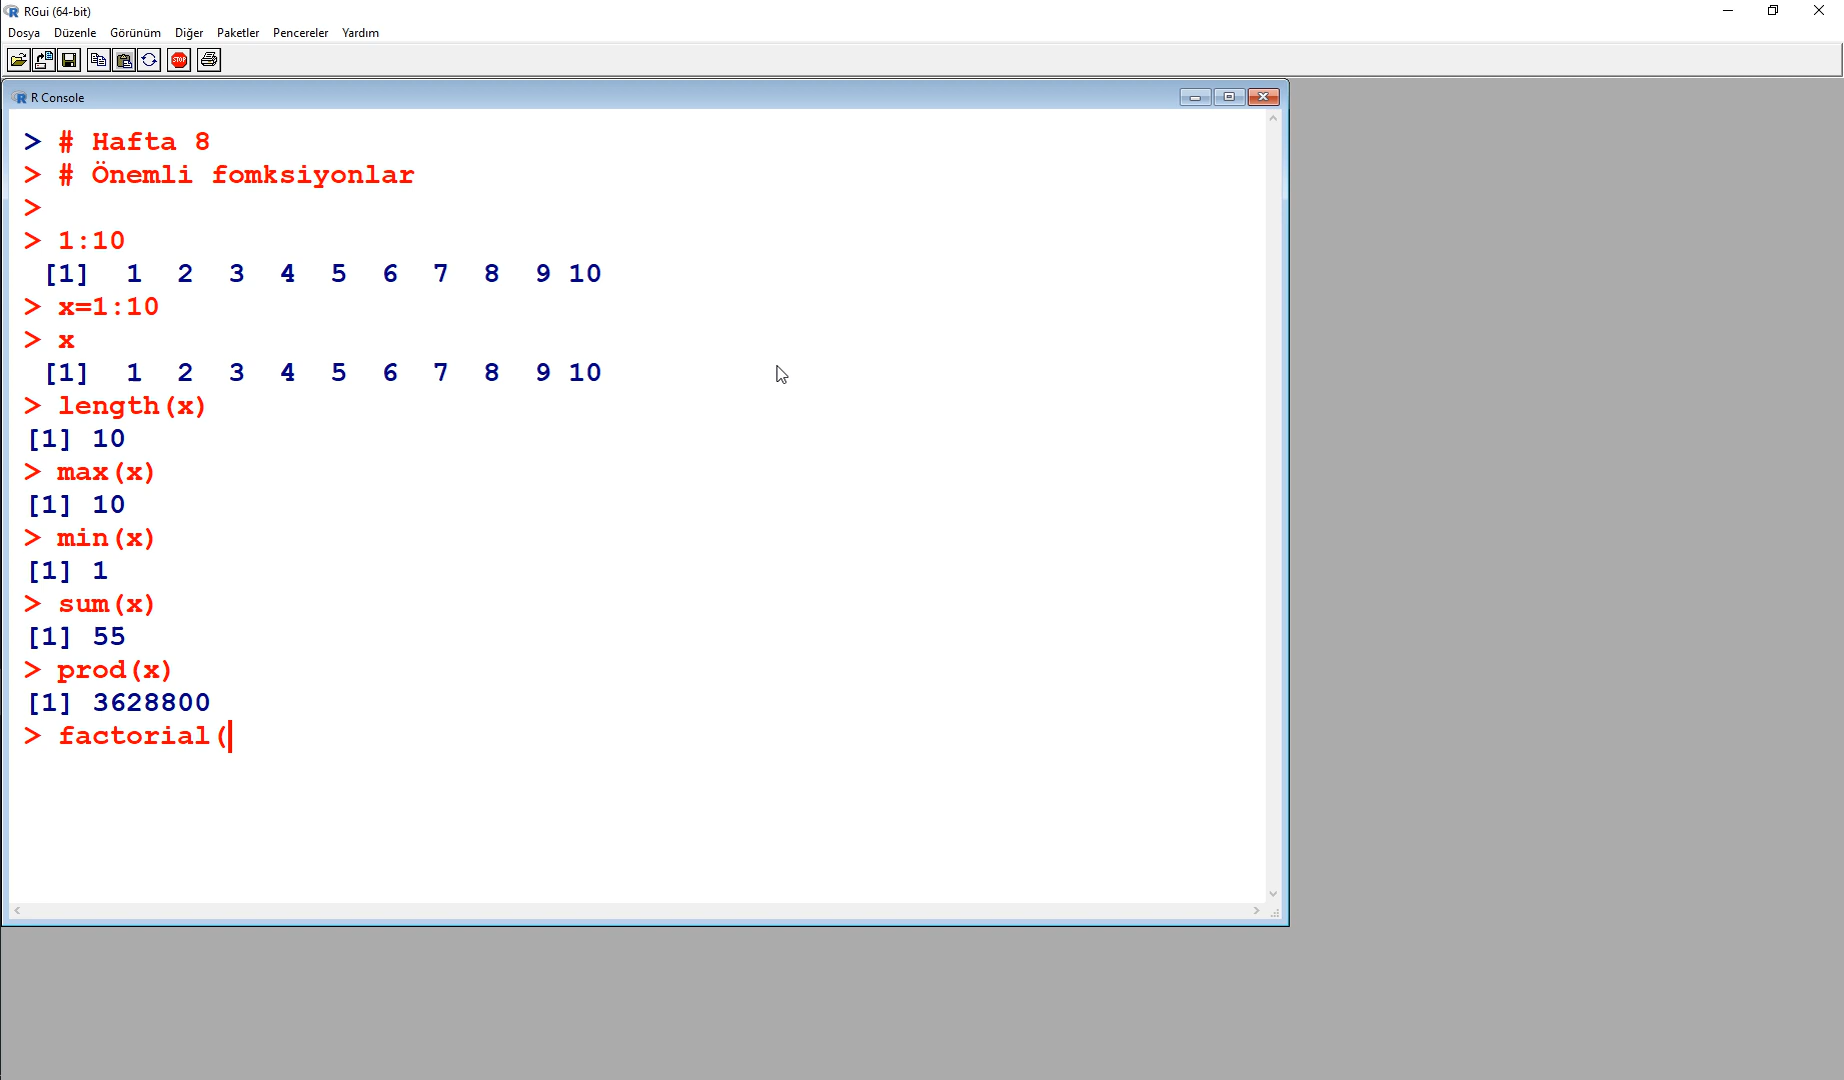 RGui (64-bit)
Dosya Düzenle Görünüm Diğer Paketler Pencereler Yardım
STOP
R Console
> # Hafta 8
> # Önemli fomksiyonlar
>
> 1:10
[1] 1 2 3 4 5 6 7 8 9 10
> x=1:10
> x
[1] 1 2 3 4 5 6 7 8 9 10
> length(x)
[1] 10
> max(x)
[1] 10
> min(x)
[1] 1
> sum(x)
[1] 55
> prod(x)
[1] 3628800
> factorial(